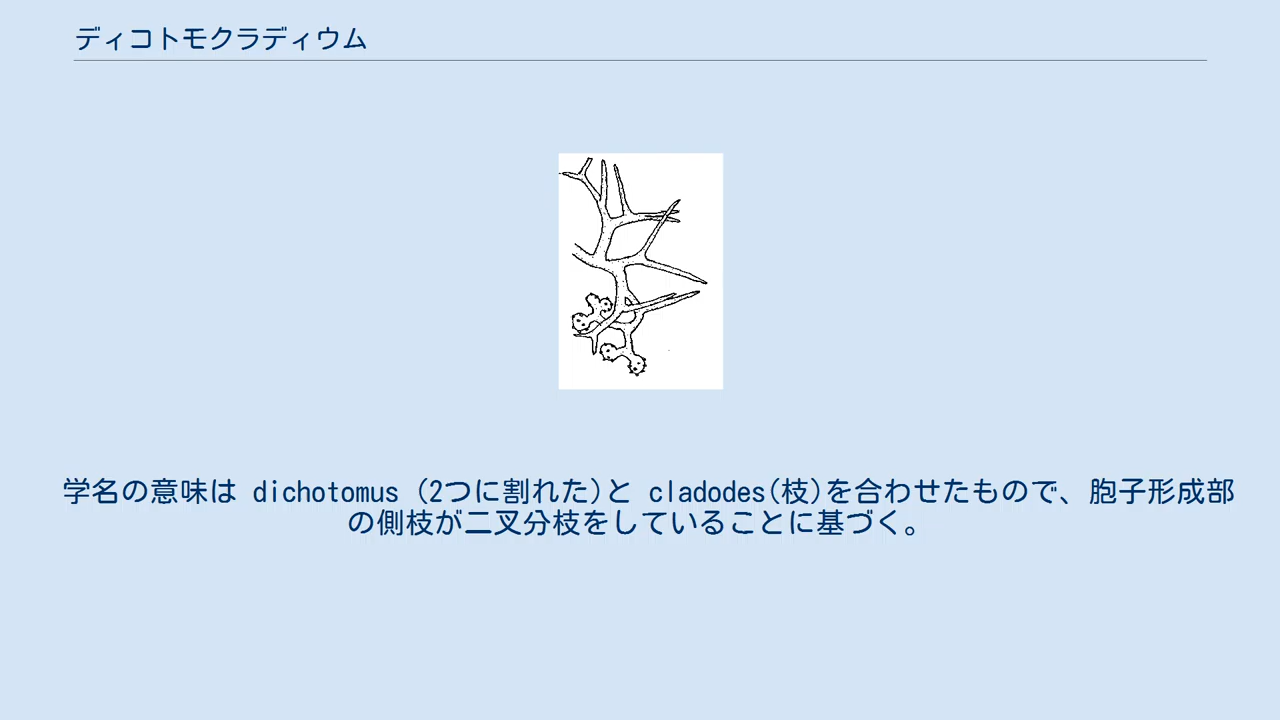 ディコトモクラディウム
学名の意味は dichotomus (2つに割れた)と cladodes(枝)を合わせたもので、胞子形成部
の側枝が二叉分枝をしていることに基づく。